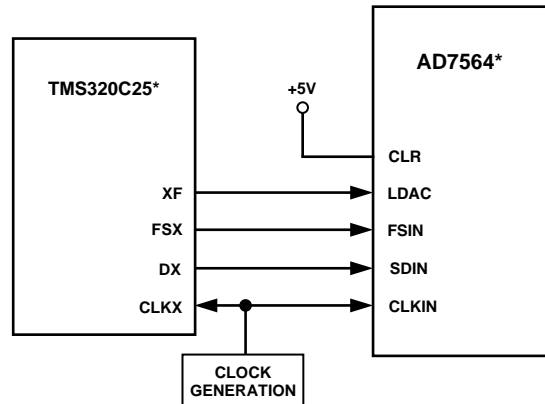 TMS320C25*
AD7564*
+5V
CLR
XF
LDAC
FSX
FSIN
DX
SDIN
CLKX
CLKIN
CLOCK
GENERATION